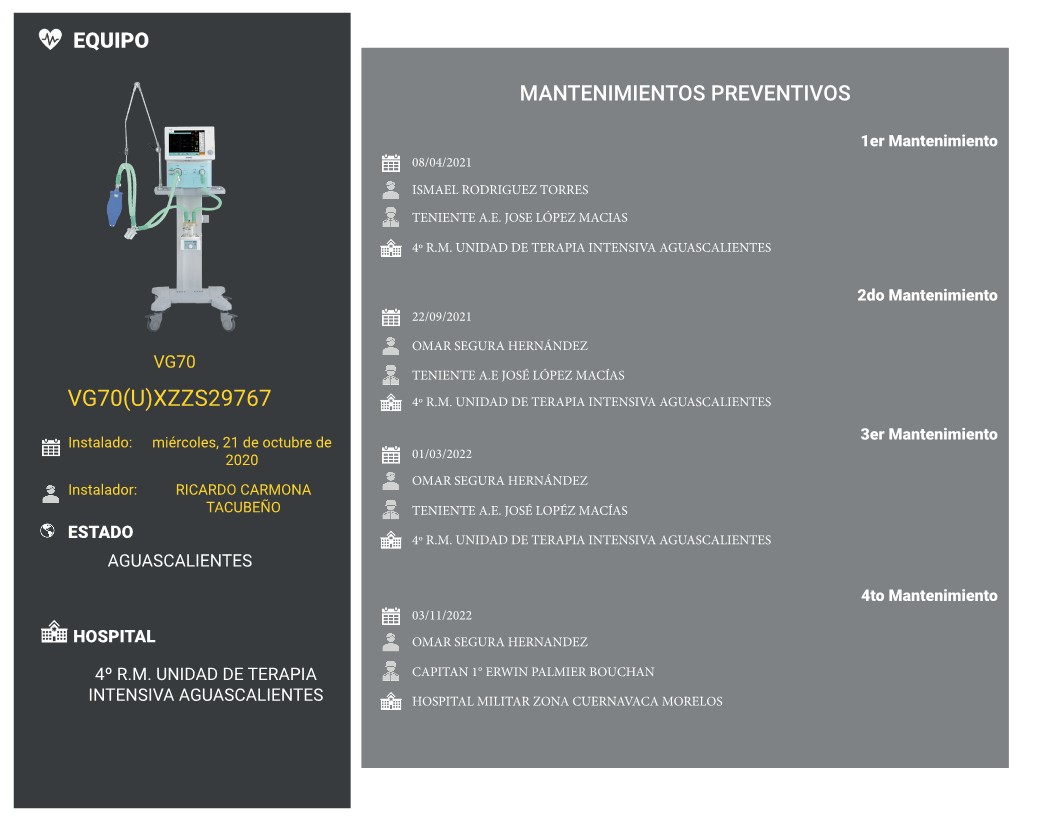 EQUIPO
VG70
VG70(U)XZZS29767
Instalado: miércoles, 21 de octubre de
2020
Instalador: RICARDO CARMONA
TACUBEÑO
ESTADO
AGUASCALIENTES
HOSPITAL
4º R.M. UNIDAD DE TERAPIA
INTENSIVA AGUASCALIENTES
MANTENIMIENTOS PREVENTIVOS
1er Mantenimiento
08/04/2021
ISMAEL RODRIGUEZ TORRES
TENIENTE A.E. JOSE LÓPEZ MACIAS
4º R.M. UNIDAD DE TERAPIA INTENSIVA AGUASCALIENTES
2do Mantenimiento
22/09/2021
OMAR SEGURA HERNÁNDEZ
TENIENTE A.E JOSÉ LÓPEZ MACÍAS
4º R.M. UNIDAD DE TERAPIA INTENSIVA AGUASCALIENTES
3er Mantenimiento
01/03/2022
OMAR SEGURA HERNÁNDEZ
TENIENTE A.E. JOSÉ LOPÉZ MACÍAS
4º R.M. UNIDAD DE TERAPIA INTENSIVA AGUASCALIENTES
4to Mantenimiento
03/11/2022
OMAR SEGURA HERNANDEZ
CAPITAN 1° ERWIN PALMIER BOUCHAN
HOSPITAL MILITAR ZONA CUERNAVACA MORELOS